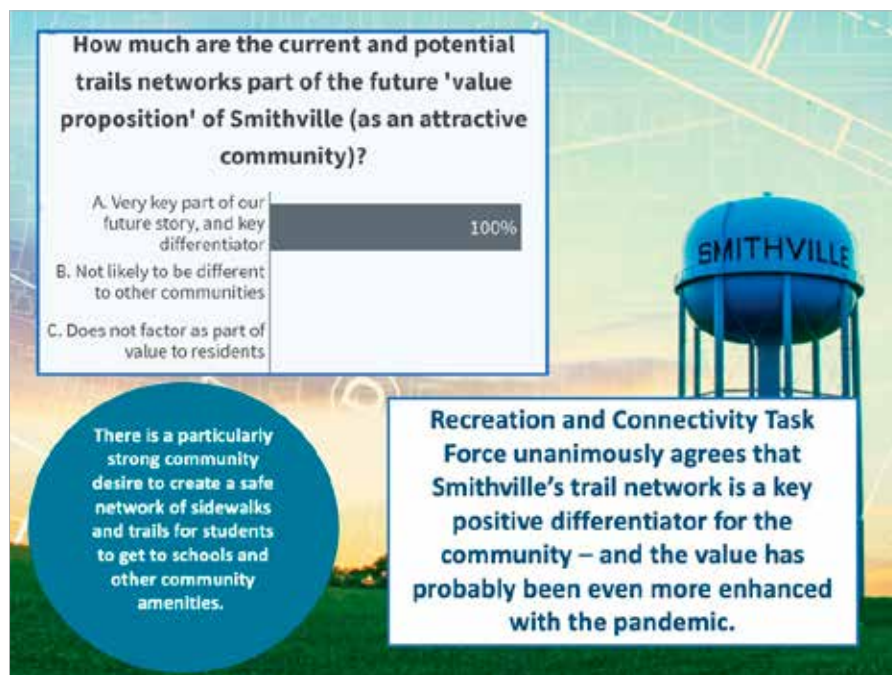 How much are the current and potential
trails networks part of the future 'value
proposition' of Smithville (as an attractive
community)?
A. Very key part of our
future story, and key
differentiator
100%
B. Not likely to be different
to other communities
C. Does not factor as part of
value to residents
SMITHVILLE
There is a particularly
strong community
desire to create a safe
network of sidewalks
and trails for students
to get to schools and
other community
amenities.
Recreation and Connectivity Task
Force unanimously agrees that
Smithville’s trail network is a key
positive differentiator for the
community – and the value has
probably been even more enhanced
with the pandemic.